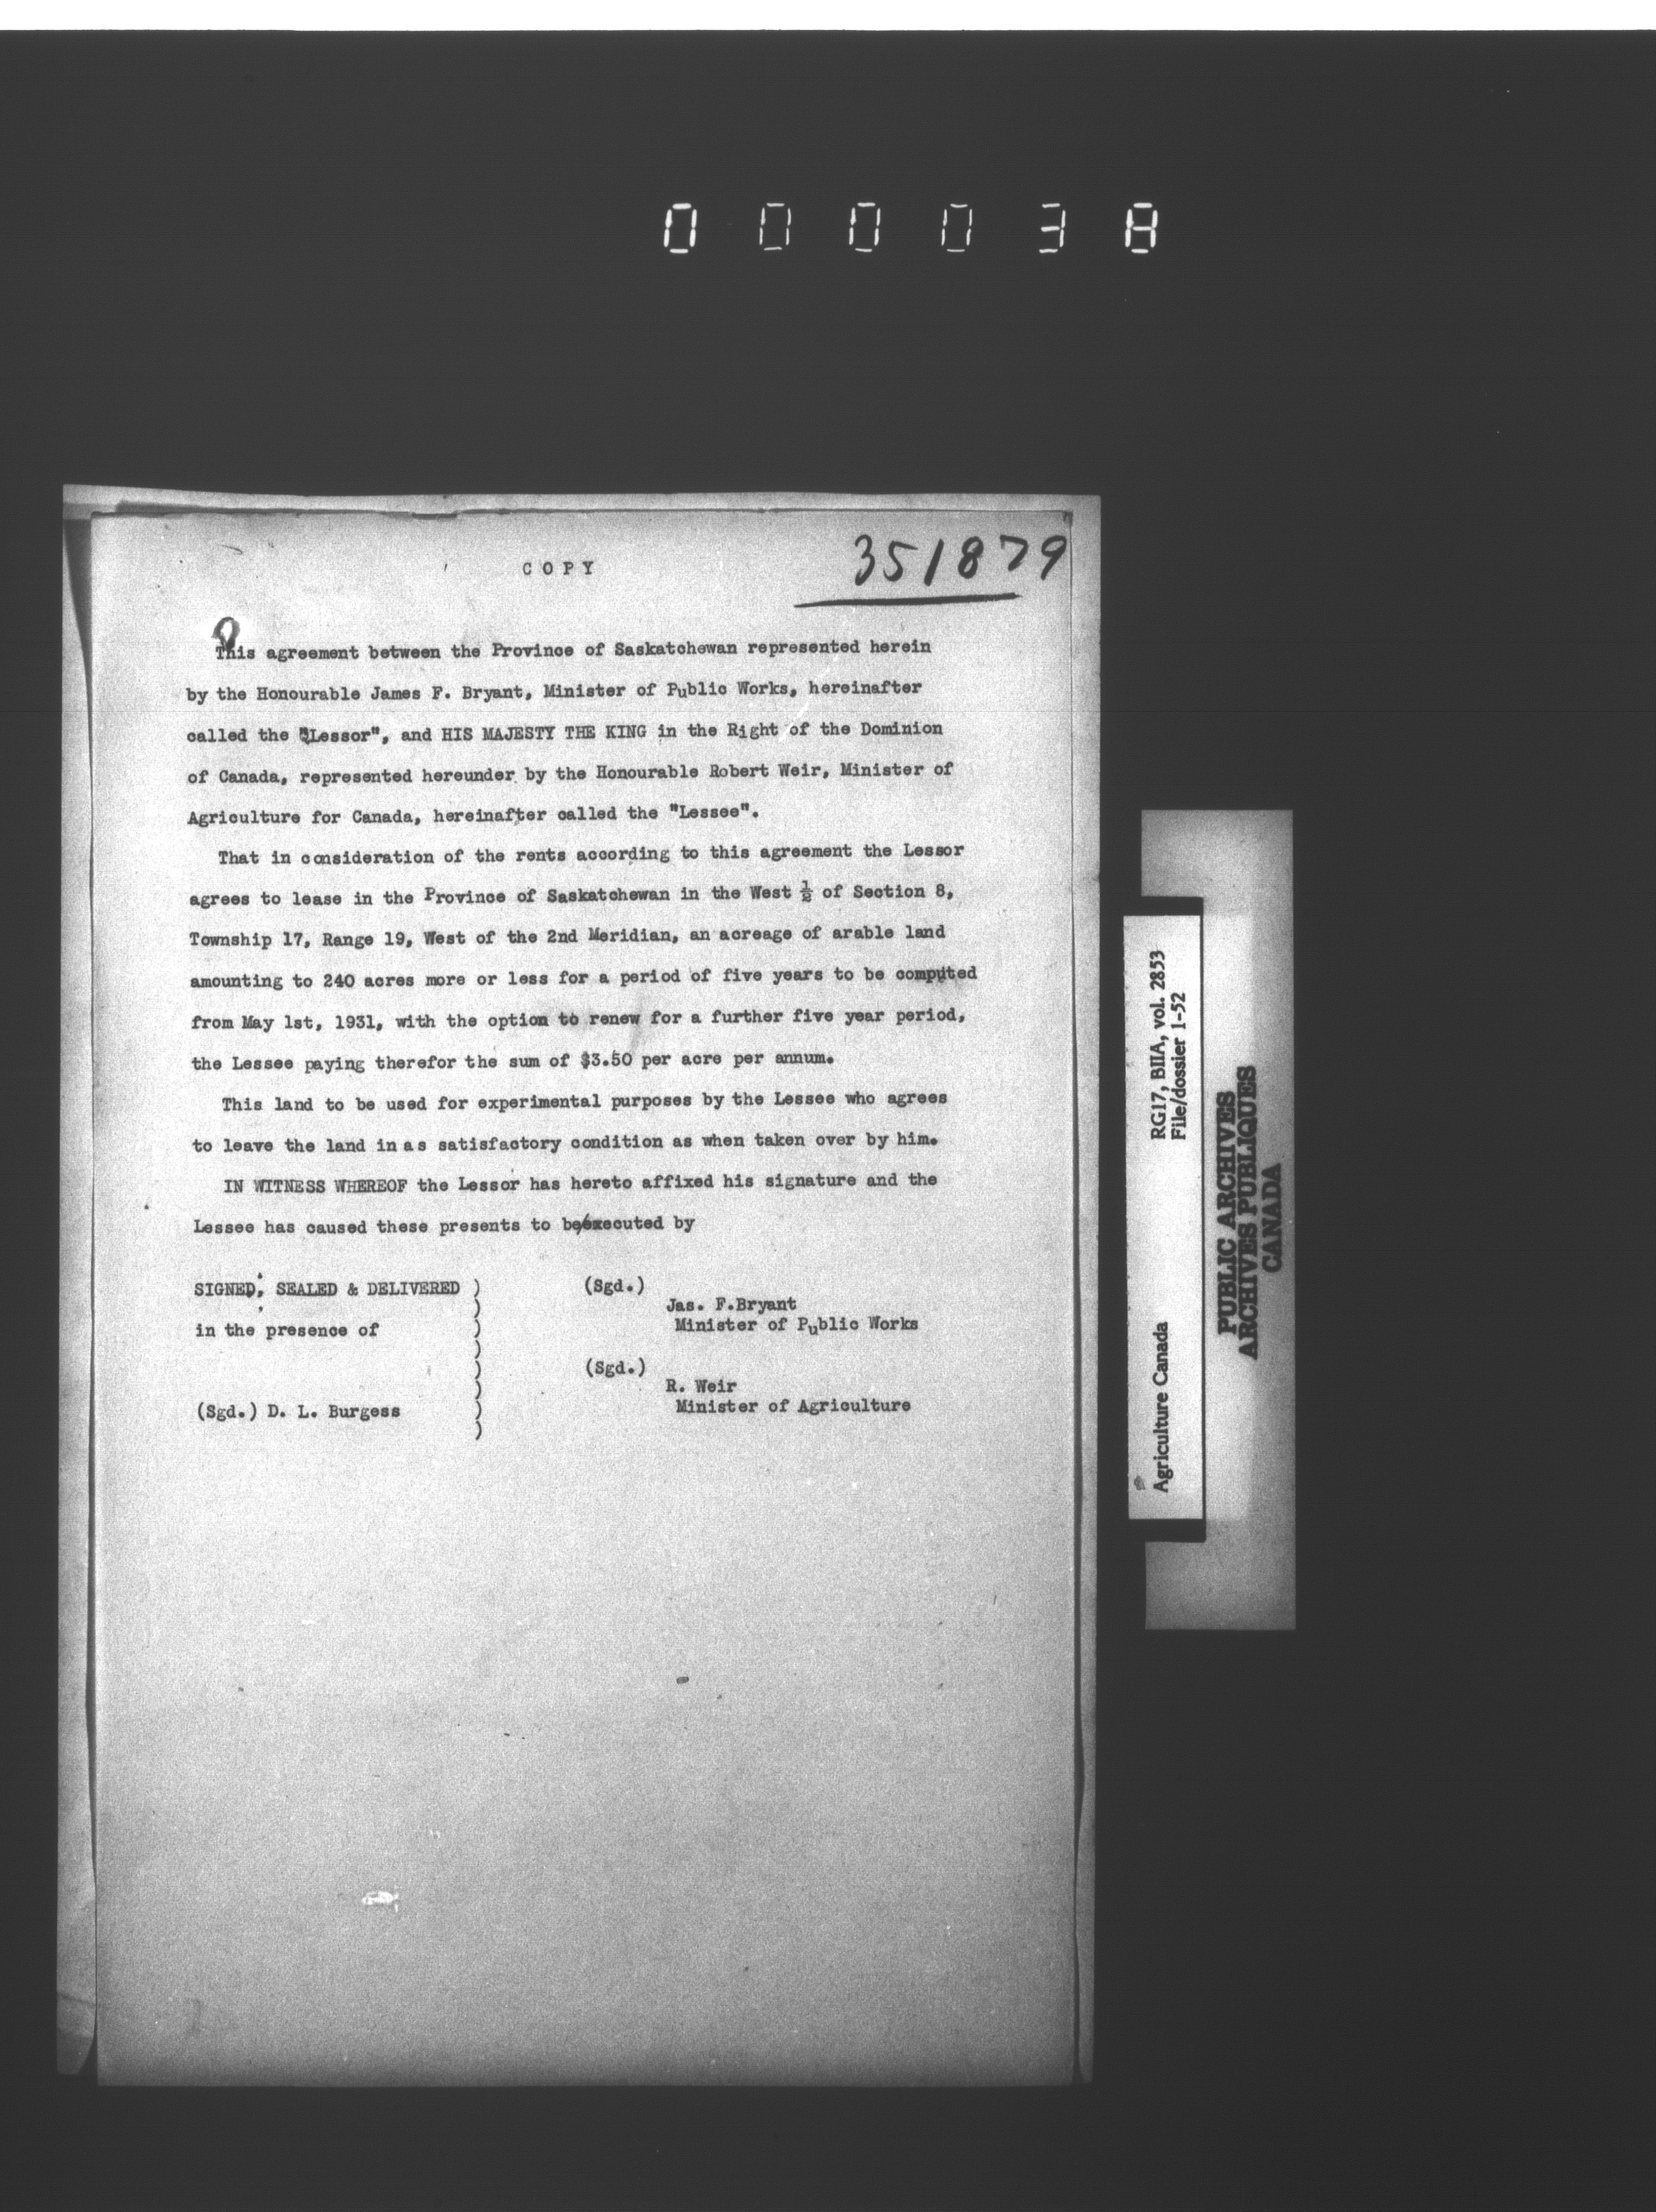 000038
COPY
351879
This agreement between the Province of Saskatchewan represented herein
by the Honourable James F. Bryant, Minister of Public Works, hereinafter
called the "Lessor", and HIS MAJESTY THE KING in the Right of the Dominion
of Canada, represented hereunder by the Honourable Robert Weir, Minister of
Agriculture for Canada, hereinafter called the "Lessee".
That in consideration of the rents according to this agreement the Lessor
agrees to lease in the Province of Saskatchewan in the West ½ of Section 8,
Township 17, Range 19, West of the 2nd Meridian, an acreage of arable land
amounting to 240 acres more or less for a period of five years to be computed
from May 1st, 1931, with the option to renew for a further five year period,
the Lessee paying therefor the sum of $3.50 per acre per annum.
This land to be used for experimental purposes by the Lessee who agrees
to leave the land in as satisfactory condition as when taken over by him.
IN WITNESS WHEREOF the Lessor has hereto affixed his signature and the
Lessee has caused these presents to be/executed by
SIGNED, SEALED & DELIVERED )
in the presence of
(Sgd.) D. L. Burgess
(Sgd.)
Jas. F.Bryant
Minister of Public Works
(Sgd.)
R. Weir
Minister of Agriculture
Agriculture Canada RG17, BIIA, vol. 2853
File/dossier 1-52
PUBLIC ARCHIVES
ARCHIVES PUBLIQUES
CANADA